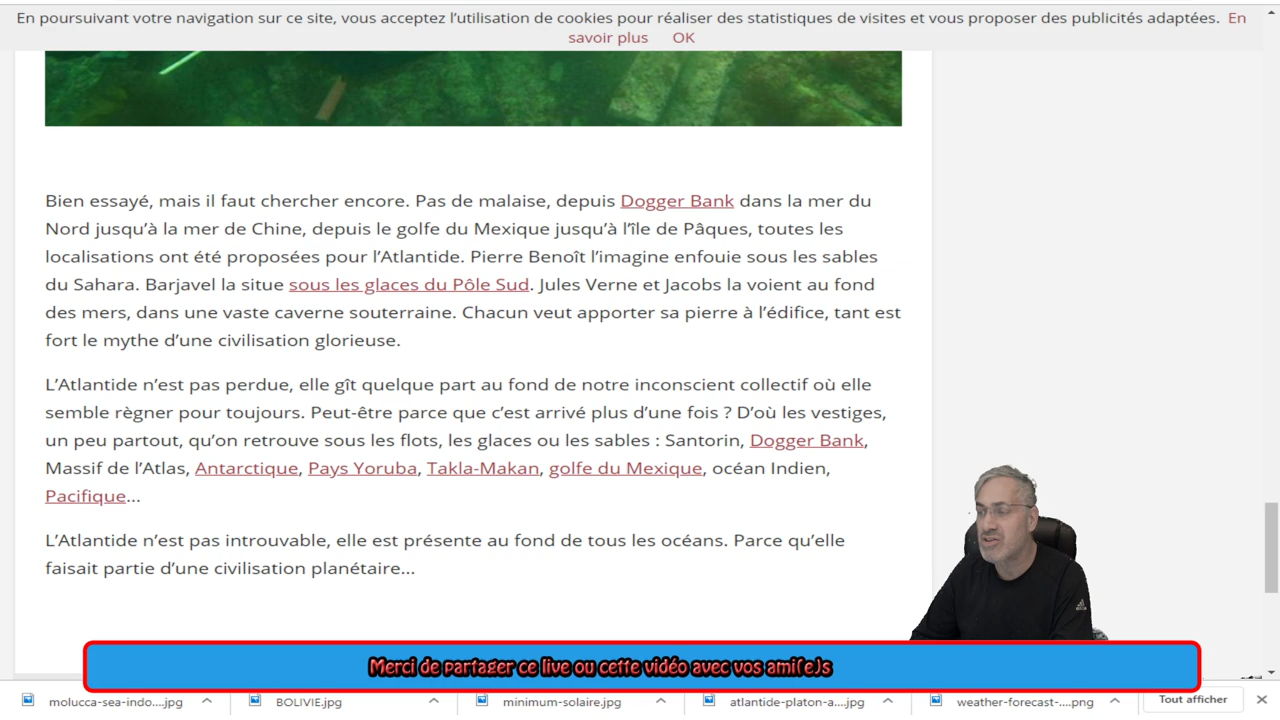 En poursuivant votre navigation sur ce site, vous acceptez l’utilisation de cookies pour réaliser des statistiques de visites et vous proposer des publicités adaptées. En
savoir plus OK
Bien essayé, mais il faut chercher encore. Pas de malaise, depuis Dogger Bank dans la mer du
Nord jusqu’à la mer de Chine, depuis le golfe du Mexique jusqu’à l’île de Pâques, toutes les
localisations ont été proposées pour l’Atlantide. Pierre Benoît l’imagine enfouie sous les sables
du Sahara. Barjavel la situe sous les glaces du Pôle Sud. Jules Verne et Jacobs la voient au fond
des mers, dans une vaste caverne souterraine. Chacun veut apporter sa pierre à l’édifice, tant est
fort le mythe d’une civilisation glorieuse.
L’Atlantide n’est pas perdue, elle gît quelque part au fond de notre inconscient collectif où elle
semble règner pour toujours. Peut-être parce que c’est arrivé plus d’une fois ? D’où les vestiges,
un peu partout, qu’on retrouve sous les flots, les glaces ou les sables : Santorin, Dogger Bank,
Massif de l’Atlas, Antarctique, Pays Yoruba, Takla-Makan, golfe du Mexique, océan Indien,
Pacifique...
L’Atlantide n’est pas introuvable, elle est présente au fond de tous les océans. Parce qu’elle
faisait partie d’une civilisation planétaire...
Merci de partager ce live ou cette vidéo avec vos ami(e)s
molucca-sea-indo....jpg BOLIVIE.jpg minimum-solaire.jpg atlantide-platon-a....jpg weather-forecast-....png Tout afficher